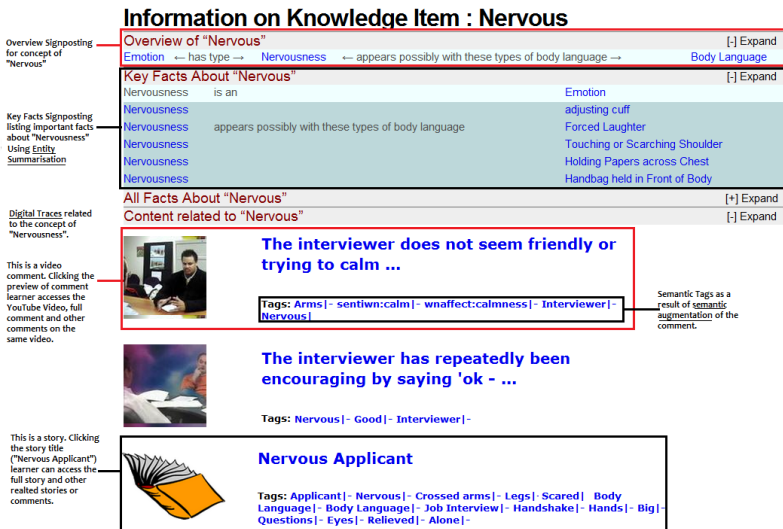 Information on Knowledge Item : Nervous
Overview Signposting
for concept of
"Nervous"
Overview of "Nervous"
[-] Expand
Emotion ← has type → Nervousness ← appears possibly with these types of body language → Body Language
Key Facts Signposting
listing important facts
about "Nervousness"
Using Entity
Summarisation
Key Facts About "Nervous"
[-] Expand
Nervousness is an Emotion
Nervousness adjusting cuff
Nervousness appears possibly with these types of body language Forced Laughter
Nervousness Touching or Scarching Shoulder
Nervousness Holding Papers across Chest
Nervousness Handbag held in Front of Body
All Facts About "Nervous"
[+] Expand
Digital Traces related
to the concept of
"Nervousness".
Content related to "Nervous"
[-] Expand
This is a video
comment. Clicking the
preview of comment
learner accesses the
YouTube Video, full
comment and other
comments on the
same video.
The interviewer does not seem friendly or
trying to calm ...
Tags: Arms|- sentiwn:calm|- wnaffect:calmness|- Interviewer|-
Nervous|
Semantic Tags as a
result of semantic
augmentation of the
comment.
The interviewer has repeatedly been
encouraging by saying 'ok - ...
Tags: Nervous|- Good|- Interviewer|-
This is a story. Clicking
the story title
("Nervous Applicant")
learner can access the
full story and other
realted stories or
comments.
Nervous Applicant
Tags: Applicant|- Nervous|- Crossed arms|- Legs|- Scared| Body
Language|- Body Language|- Job Interview|- Handshake|- Hands|- Big|-
Questions|- Eyes|- Relieved|- Alone|-